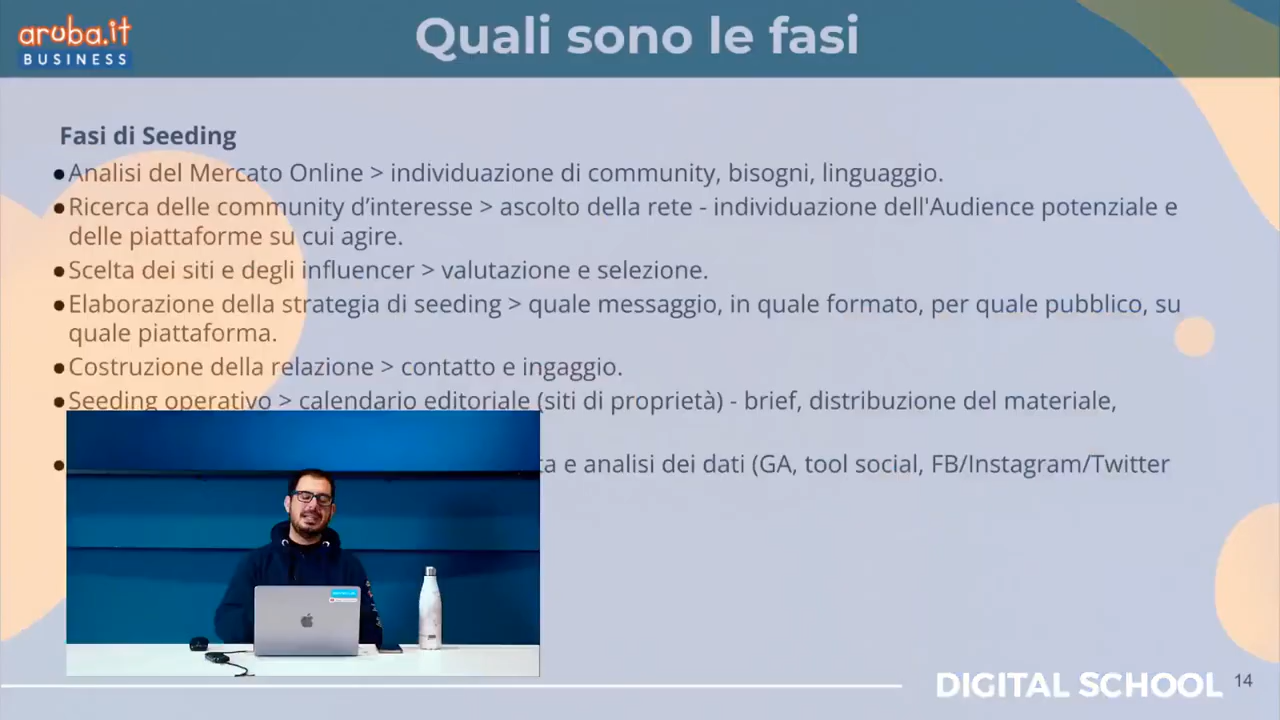 aruba.it
BUSINESS
Quali sono le fasi
Fasi di Seeding
●Analisi del Mercato Online > individuazione di community, bisogni, linguaggio.
●Ricerca delle community d’interesse > ascolto della rete - individuazione dell'Audience potenziale e
delle piattaforme su cui agire.
●Scelta dei siti e degli influencer > valutazione e selezione.
●Elaborazione della strategia di seeding > quale messaggio, in quale formato, per quale pubblico, su
quale piattaforma.
●Costruzione della relazione > contatto e ingaggio.
●Seeding operativo > calendario editoriale (siti di proprietà) - brief, distribuzione del materiale,
● e analisi dei dati (GA, tool social, FB/Instagram/Twitter
DIGITAL SCHOOL
14